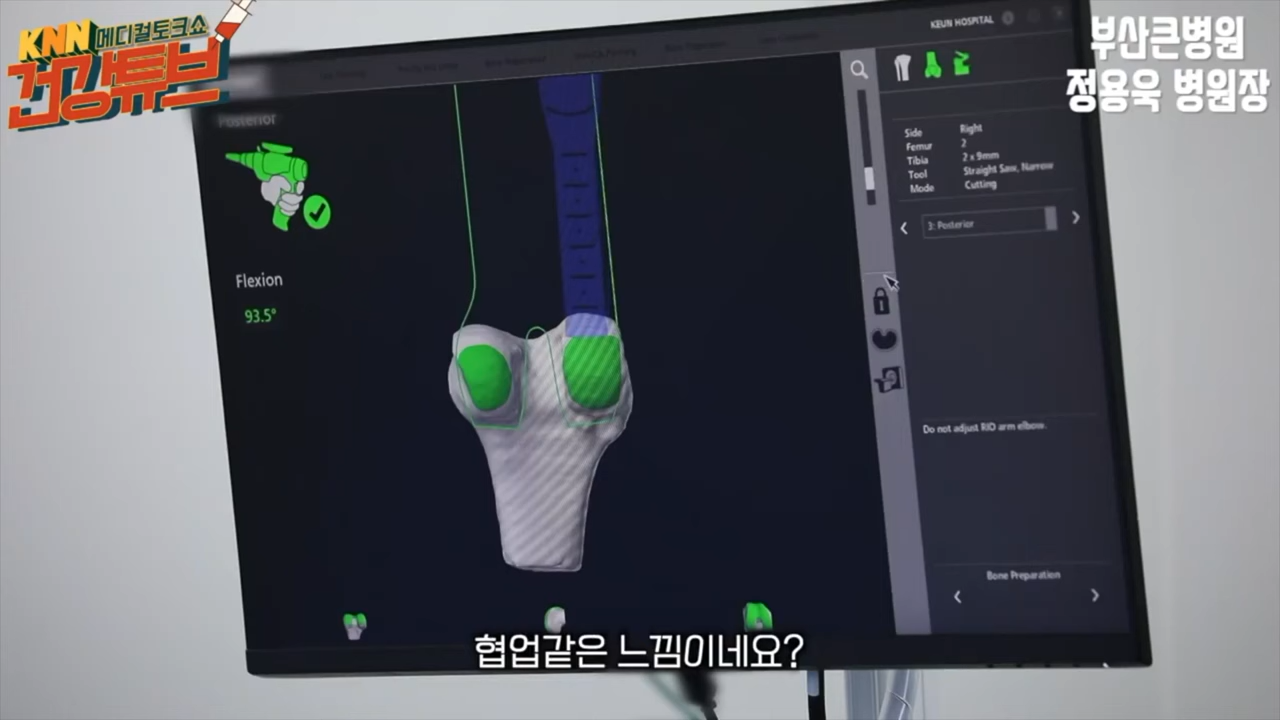 KNN 메디컬토크쇼
건강튜브
부산큰병원
정용욱 병원장
KEUN HOSPITAL
Posterior
Flexion
93.5°
Side Right
Femur 2
Tibia 2 x 9mm
Tool Straight Saw, Narrow
Mode Cutting
3: Posterior
Do not adjust RIO arm elbow.
Bone Preparation
협업같은 느낌이네요?